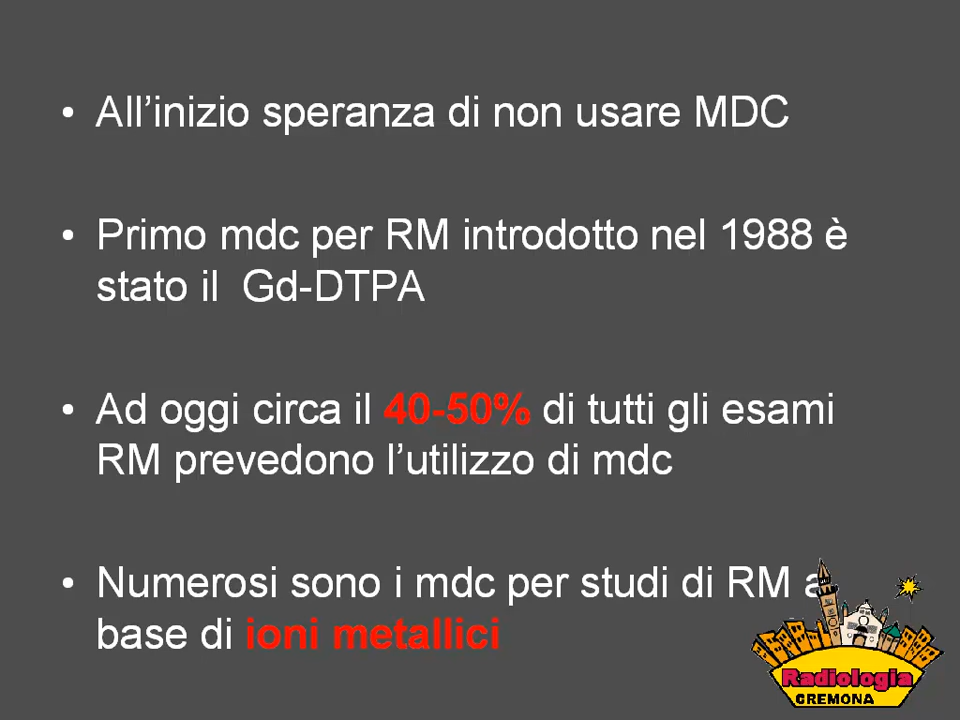 • All’inizio speranza di non usare MDC
• Primo mdc per RM introdotto nel 1988 è
stato il Gd-DTPA
• Ad oggi circa il 40-50% di tutti gli esami
RM prevedono l’utilizzo di mdc
• Numerosi sono i mdc per studi di RM a
base di ioni metallici
Radiologia
CREMONA